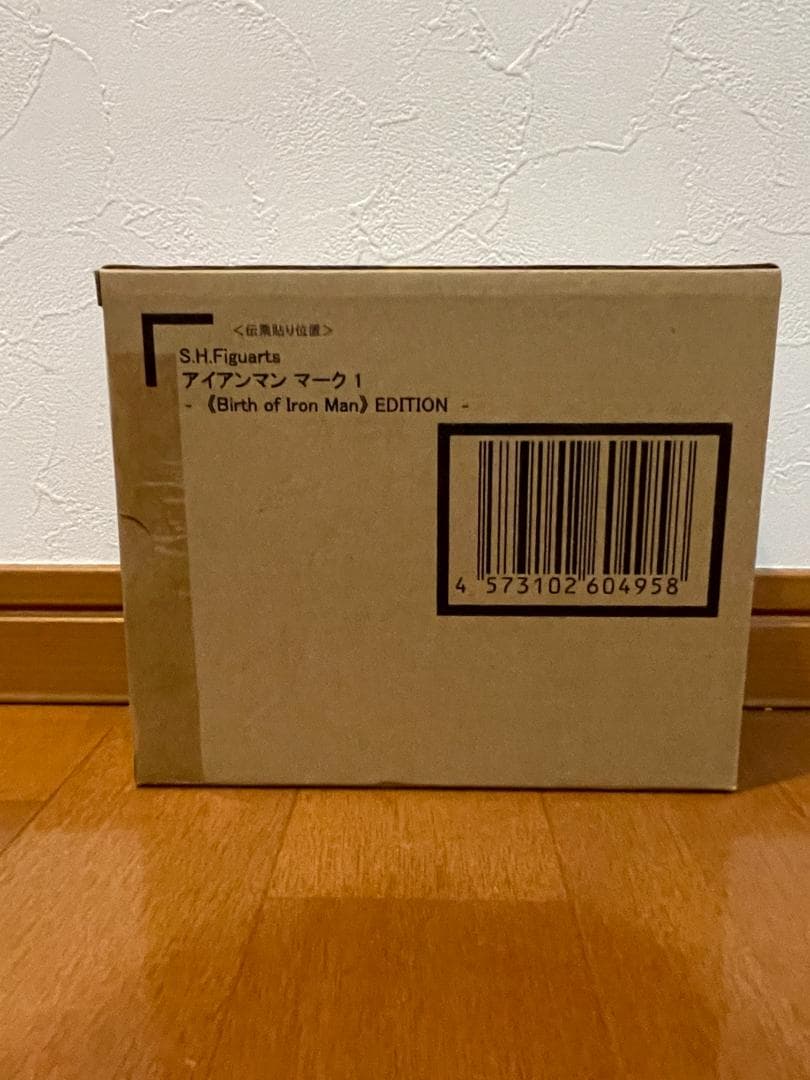 ＜伝票貼り位置＞
S.H.Figuarts
アイアンマン マーク 1
- 《Birth of Iron Man》 EDITION -
4 573102 604958